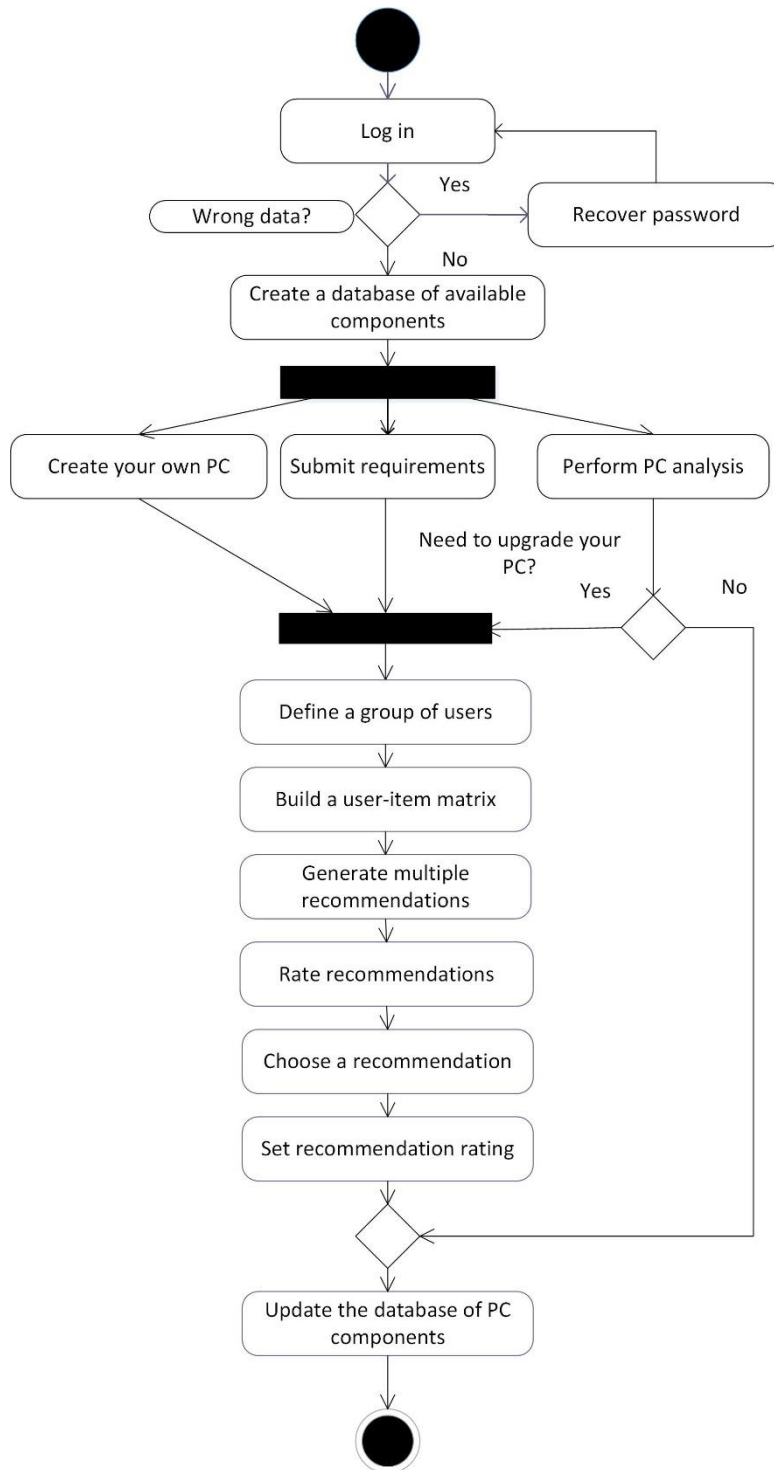 Log in
Yes
Wrong data?
Recover password
No
Create a database of available
components
Create your own PC
Submit requirements
Perform PC analysis
Need to upgrade your
PC?
Yes
No
Define a group of users
Build a user-item matrix
Generate multiple
recommendations
Rate recommendations
Choose a recommendation
Set recommendation rating
Update the database of PC
components